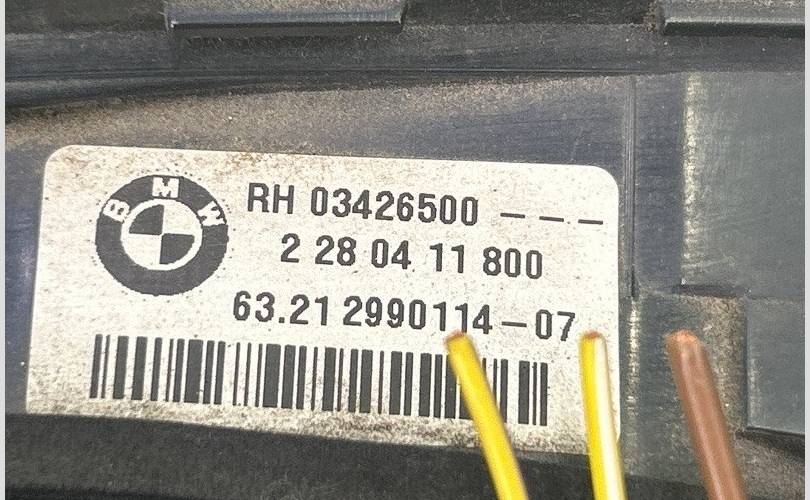 BMW
RH 03426500 – – –
2 28 04 11 800
63.21 2990114–07